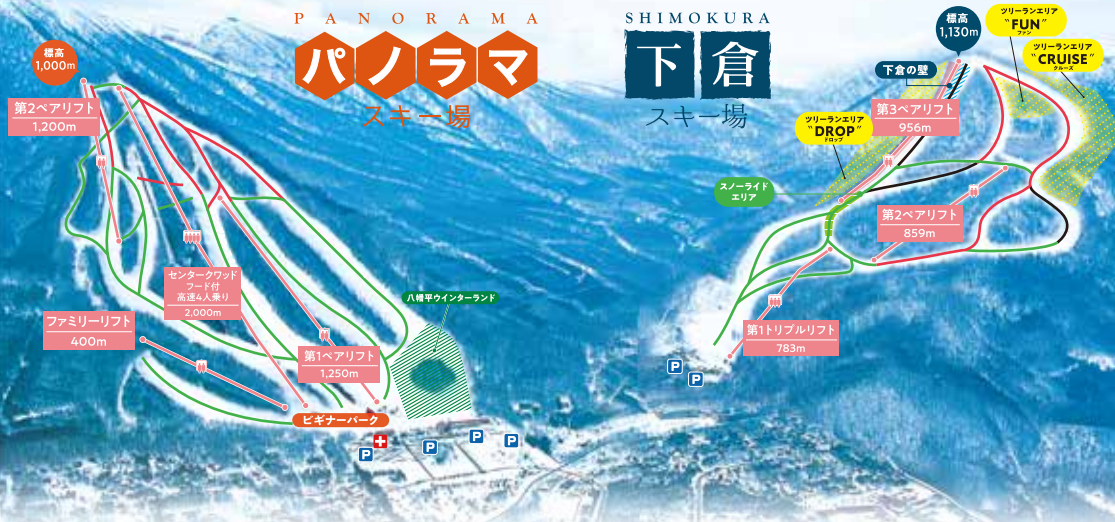 PANORAMA
パノラマ
スキー場
標高
1,000m
第2ペアリフト
1,200m
センタークワッド
フード付
高速4人乗り
2,000m
ファミリーリフト
400m
第1ペアリフト
1,250m
八幡平ウインターランド
ビギナーパーク
P
P
P
P
SHIMOKURA
下倉
スキー場
標高
1,130m
ツリーランエリア
"FUN"
ファン
ツリーランエリア
"CRUISE"
クルーズ
下倉の壁
第3ペアリフト
956m
ツリーランエリア
"DROP"
ドロップ
スノーライド
エリア
第2ペアリフト
859m
第1トリプルリフト
783m
P
P